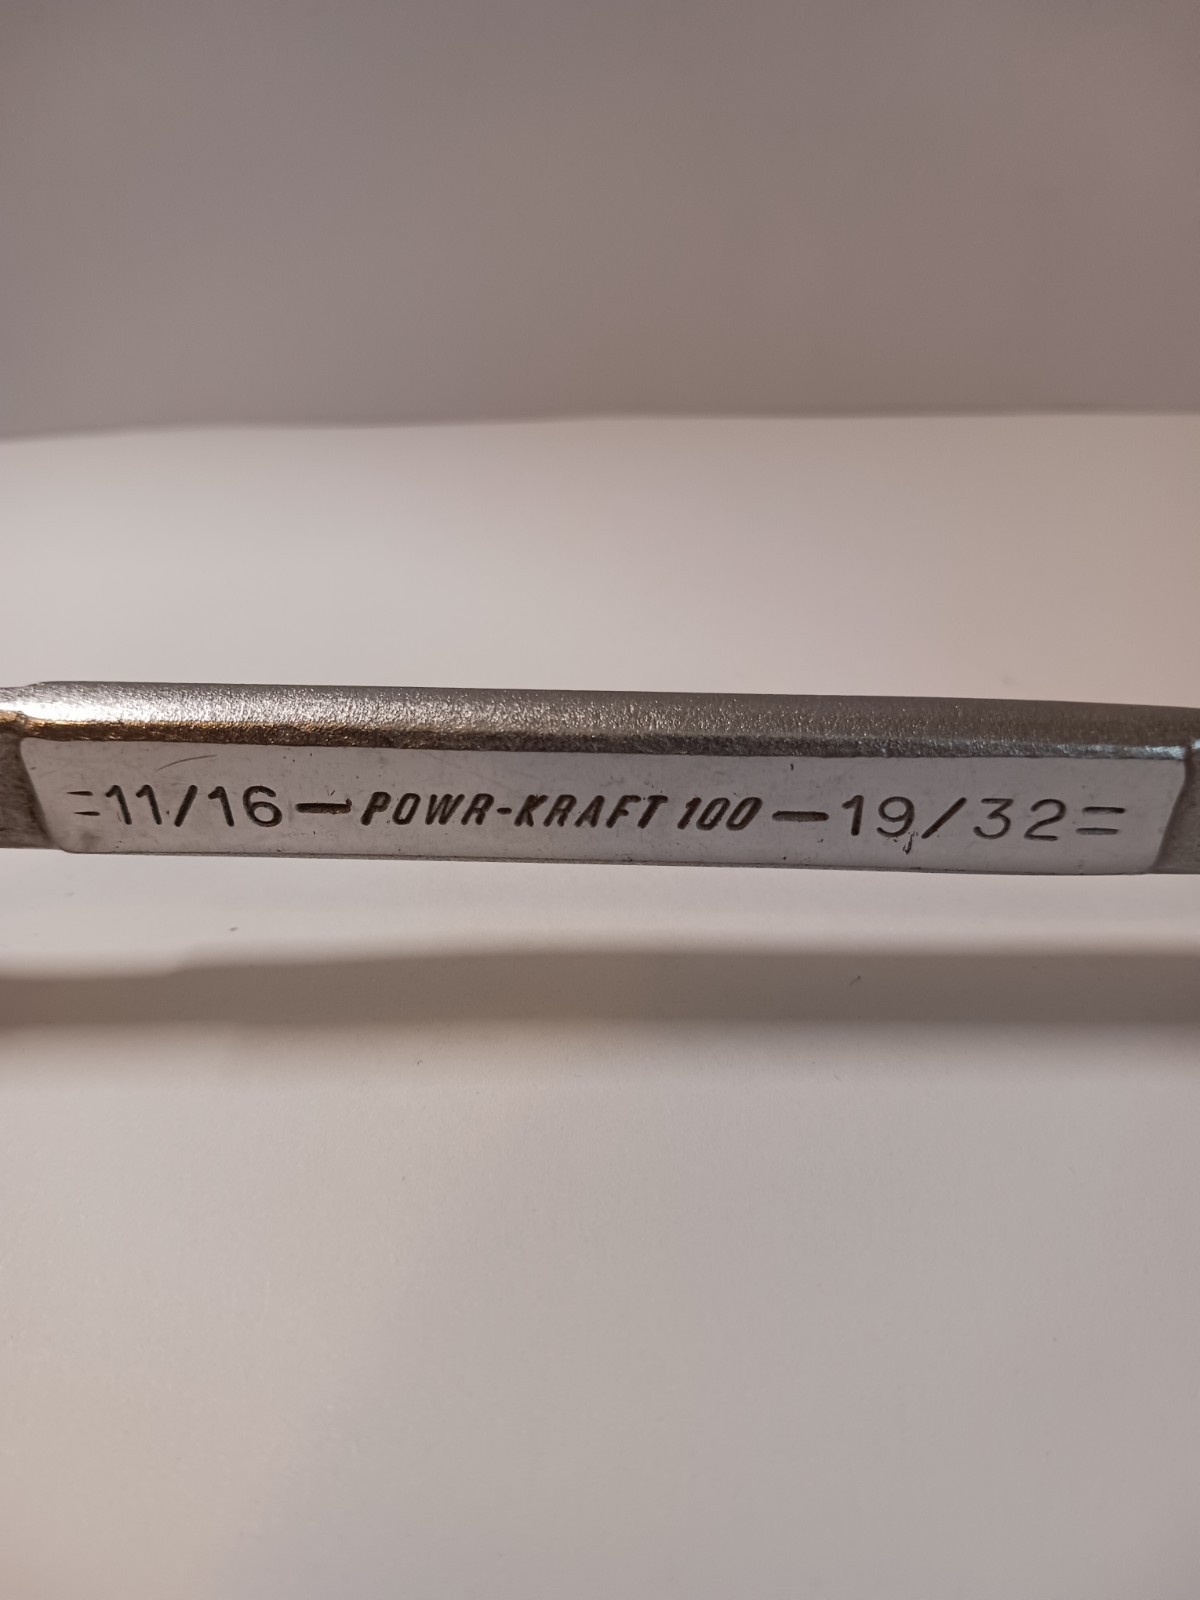 =11/16 — POWR-KRAFT 100 — 19/32=